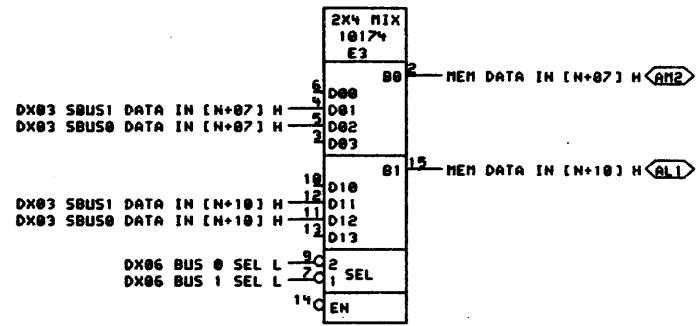 2X4 MIX
10174
E3
B0 2 MEM DATA IN [N+07] H AM2
6 D00
DX03 SBUS1 DATA IN [N+07] H 4 D01
DX03 SBUS0 DATA IN [N+07] H 5 D02
3 D03
B1 15 MEM DATA IN [N+10] H AL1
10 D10
DX03 SBUS1 DATA IN [N+10] H 12 D11
DX03 SBUS0 DATA IN [N+10] H 11 D12
13 D13
DX06 BUS 0 SEL L 9 2
SEL
DX06 BUS 1 SEL L 7 1
14 EN